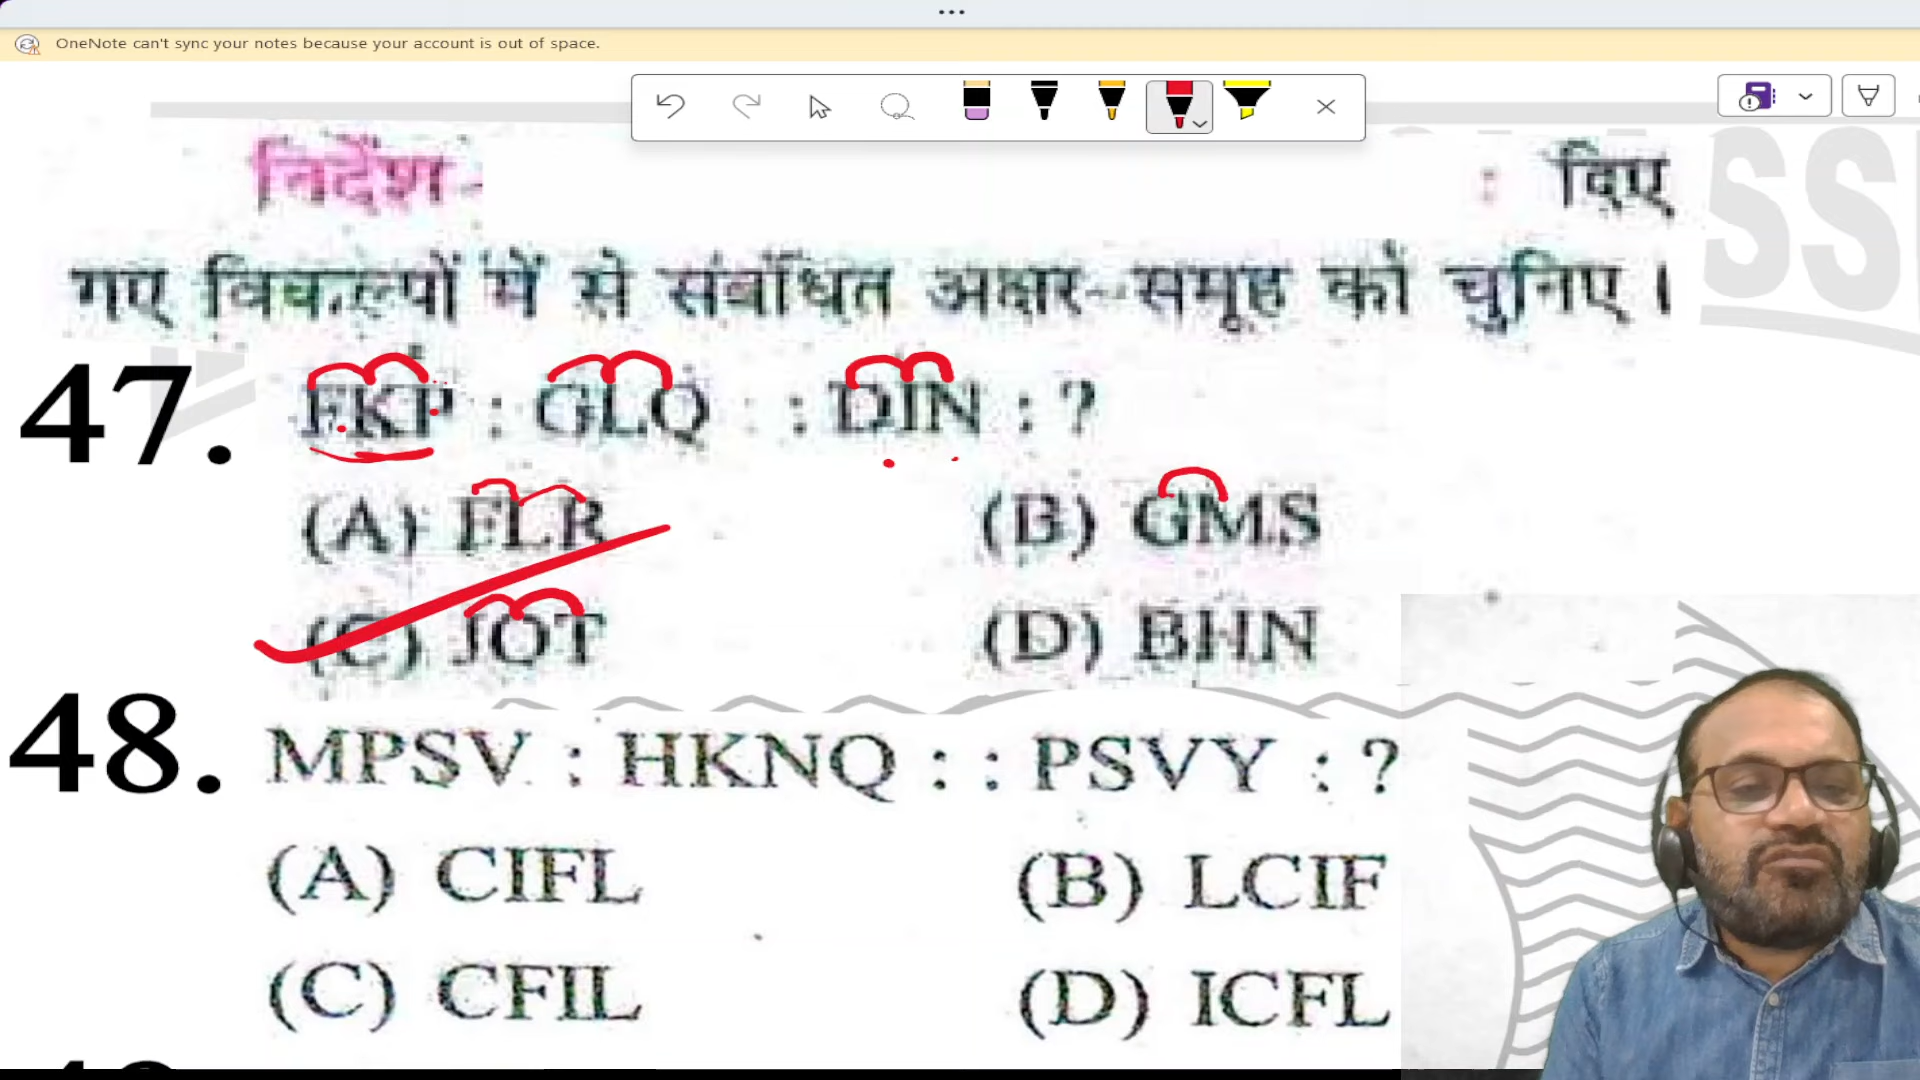 OneNote can't sync your notes because your account is out of space.
निर्देश- : दिए
गए विकल्पों में से संबंधित अक्षर-समूह को चुनिए।
47. FKP : GLQ : : DIN : ?
(A) FLR (B) GMS
(C) JOT (D) BHN
48. MPSV : HKNQ : : PSVY : ?
(A) CIFL (B) LCIF
(C) CFIL (D) ICFL